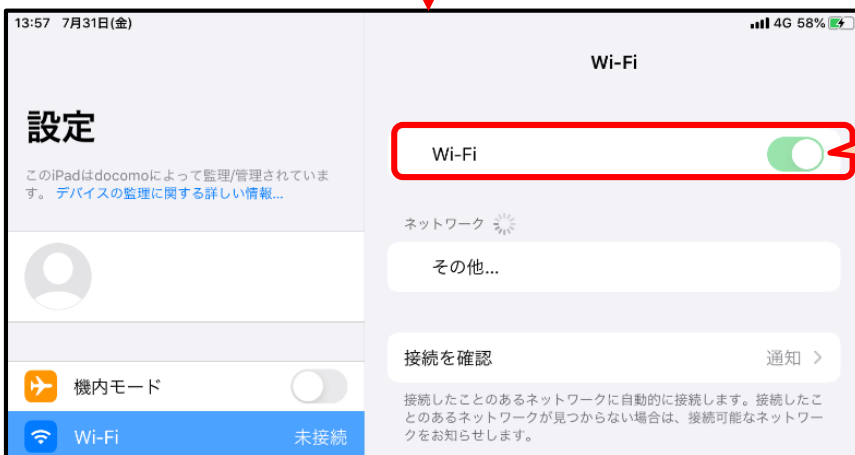 13:57 7月31日(金)
4G 58%
設定
このiPadはdocomoによって監理/管理されていま
す。 デバイスの監理に関する詳しい情報...
機内モード
Wi-Fi 未接続
Wi-Fi
Wi-Fi
ネットワーク
その他...
接続を確認 通知
接続したことのあるネットワークに自動的に接続します。接続したこ
とのあるネットワークが見つからない場合は、接続可能なネットワー
クをお知らせします。